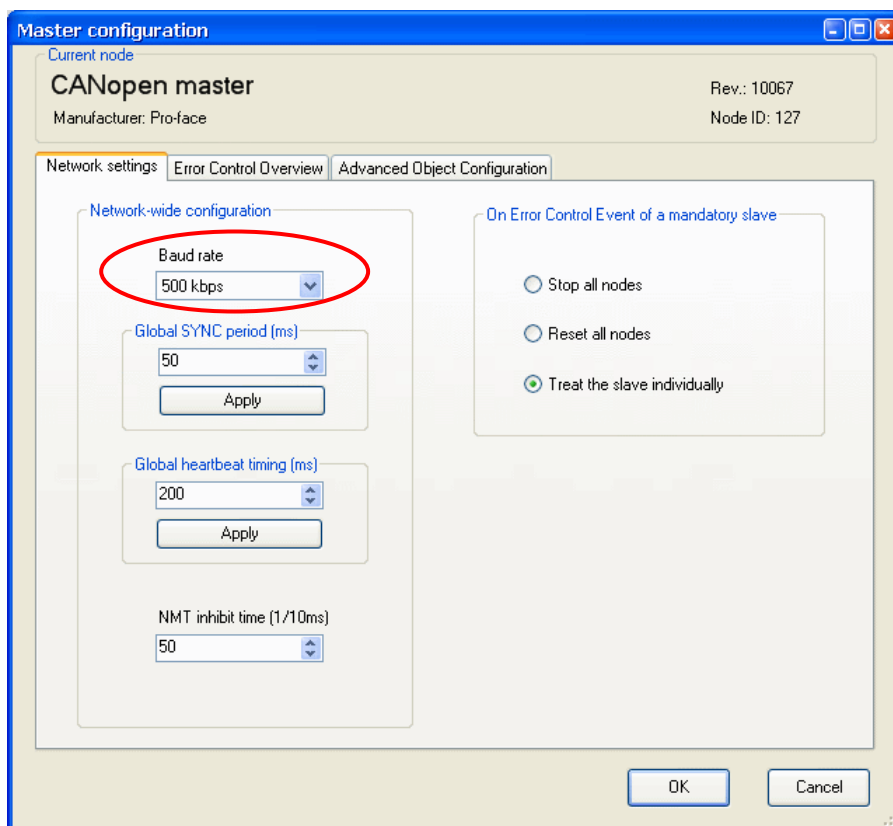 Master configuration
Current node
CANopen master
Rev.: 10067
Manufacturer: Pro-face
Node ID: 127
Network settings
Error Control Overview
Advanced Object Configuration
Network-wide configuration
Baud rate
500 kbps
Global SYNC period (ms)
50
Apply
Global heartbeat timing (ms)
200
Apply
NMT inhibit time (1/10ms)
50
On Error Control Event of a mandatory slave
Stop all nodes
Reset all nodes
Treat the slave individually
OK
Cancel